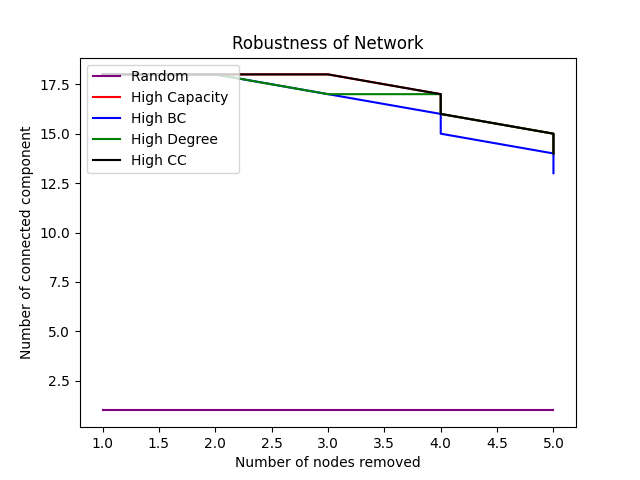 Robustness of Network
Random
High Capacity
High BC
High Degree
High CC
17.5
15.0
12.5
10.0
7.5
5.0
2.5
Number of connected component
1.0 1.5 2.0 2.5 3.0 3.5 4.0 4.5 5.0
Number of nodes removed